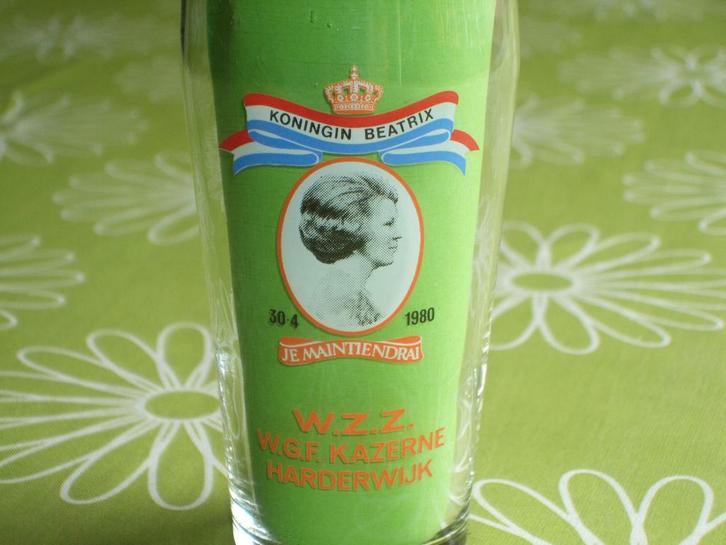 KONINGIN BEATRIX
30-4 1980
JE MAINTIENDRAI
W.Z.Z.
W.G.F. KAZERNE
HARDERWIJK